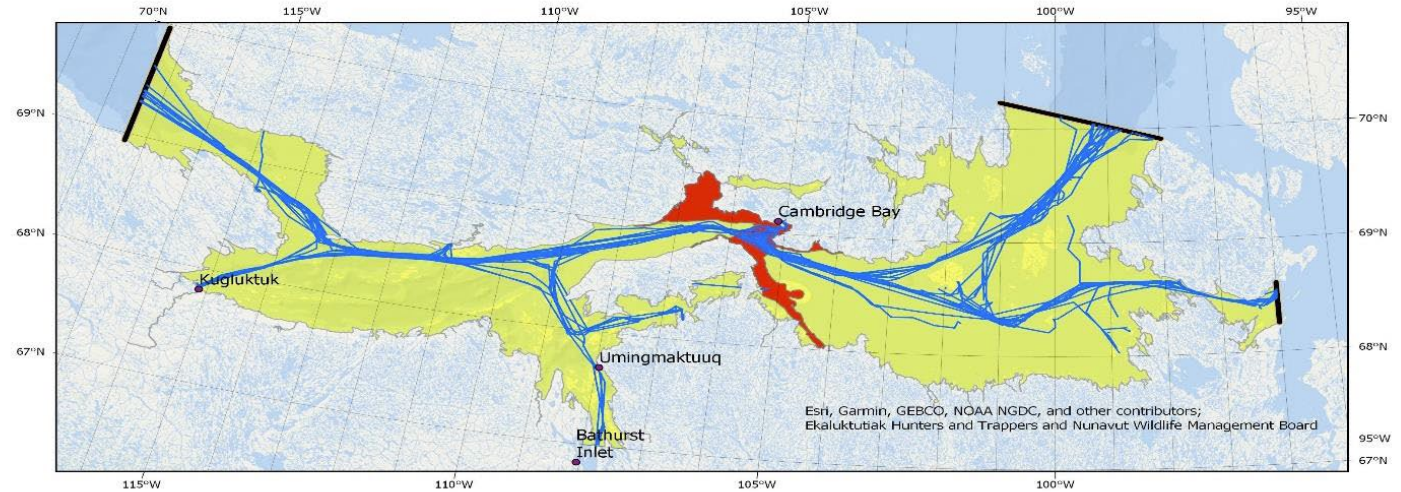 70°N 115°W 110°W 105°W 100°W 95°W
69°N
70°N
68°N
69°N
67°N
68°N
Cambridge Bay
Kugluktuk
Umingmaktuuq
Bathurst
Inlet
Esri, Garmin, GEBCO, NOAA NGDC, and other contributors;
Ekaluktutiak Hunters and Trappers and Nunavut Wildlife Management Board
95°W
67°N
115°W 110°W 105°W 100°W